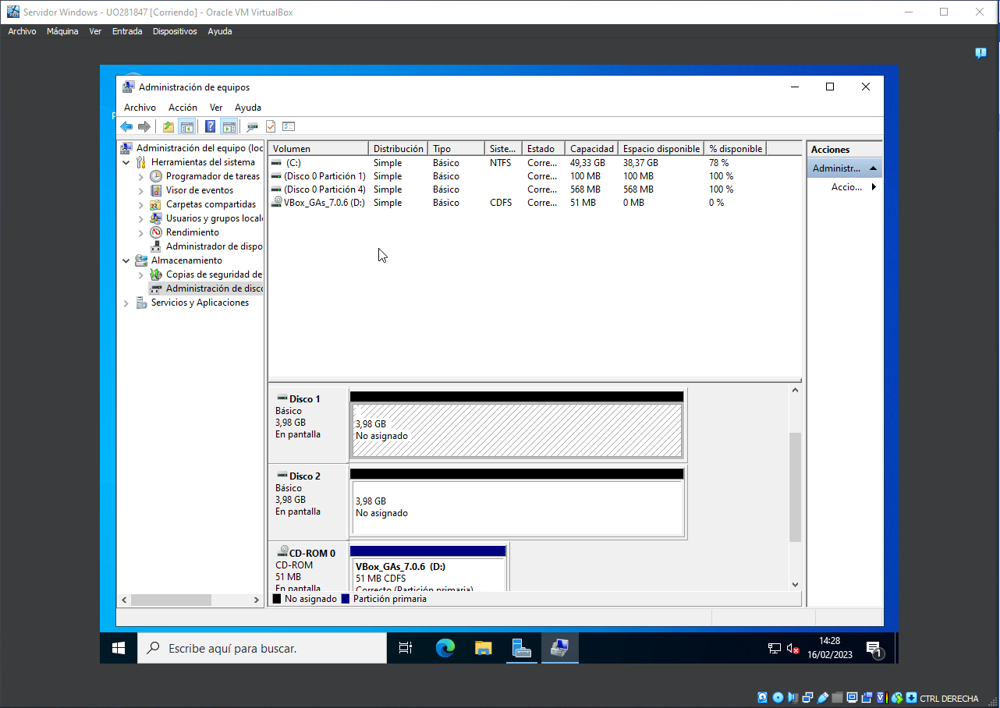 Servidor Windows - UO281847 [Corriendo] - Oracle VM VirtualBox
Archivo Máquina Ver Entrada Dispositivos Ayuda
Administración de equipos
Archivo Acción Ver Ayuda
Administración del equipo (loc
Herramientas del sistema
Programador de tareas
Visor de eventos
Carpetas compartidas
Usuarios y grupos local
Rendimiento
Administrador de dispo
Almacenamiento
Copias de seguridad de
Administración de disco
Servicios y Aplicaciones
Volumen Distribución Tipo Siste... Estado Capacidad Espacio disponible % disponible
(C:) Simple Básico NTFS Corre... 49,33 GB 38,37 GB 78 %
(Disco 0 Partición 1) Simple Básico Corre... 100 MB 100 MB 100 %
(Disco 0 Partición 4) Simple Básico Corre... 568 MB 568 MB 100 %
VBox_GAs_7.0.6 (D:) Simple Básico CDFS Corre... 51 MB 0 MB 0 %
Acciones
Administr...
Accio...
Disco 1
Básico
3,98 GB
En pantalla
3,98 GB
No asignado
Disco 2
Básico
3,98 GB
En pantalla
3,98 GB
No asignado
CD-ROM 0
CD-ROM
51 MB
En pantalla
VBox_GAs_7.0.6 (D:)
51 MB CDFS
Correcto (Partición primaria)
No asignado Partición primaria
Escribe aquí para buscar.
14:28
16/02/2023
1
CTRL DERECHA